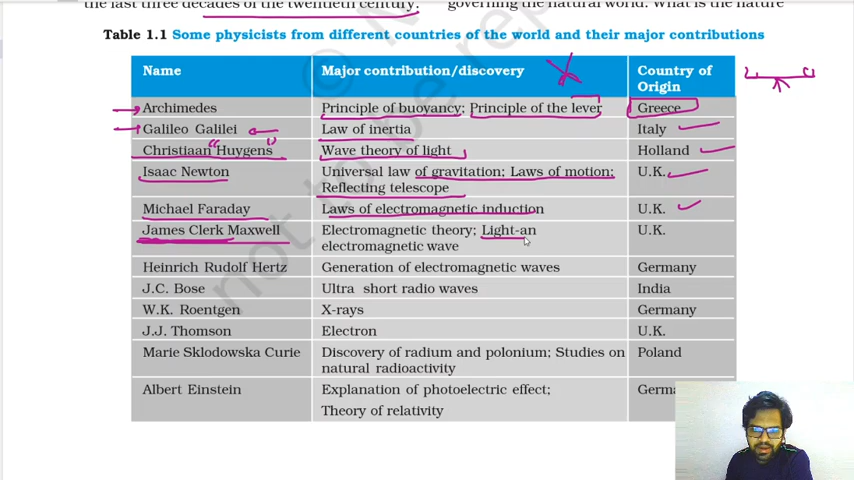 the last three decades of the twentieth century.
governing the natural world. What is the nature
Table 1.1 Some physicists from different countries of the world and their major contributions
Name Major contribution/discovery Country of Origin
Archimedes Principle of buoyancy; Principle of the lever Greece
Galileo Galilei Law of inertia Italy
Christiaan Huygens Wave theory of light Holland
Isaac Newton Universal law of gravitation; Laws of motion; U.K.
Reflecting telescope
Michael Faraday Laws of electromagnetic induction U.K.
James Clerk Maxwell Electromagnetic theory; Light-an U.K.
electromagnetic wave
Heinrich Rudolf Hertz Generation of electromagnetic waves Germany
J.C. Bose Ultra short radio waves India
W.K. Roentgen X-rays Germany
J.J. Thomson Electron U.K.
Marie Sklodowska Curie Discovery of radium and polonium; Studies on Poland
natural radioactivity
Albert Einstein Explanation of photoelectric effect;
Theory of relativity
not to be